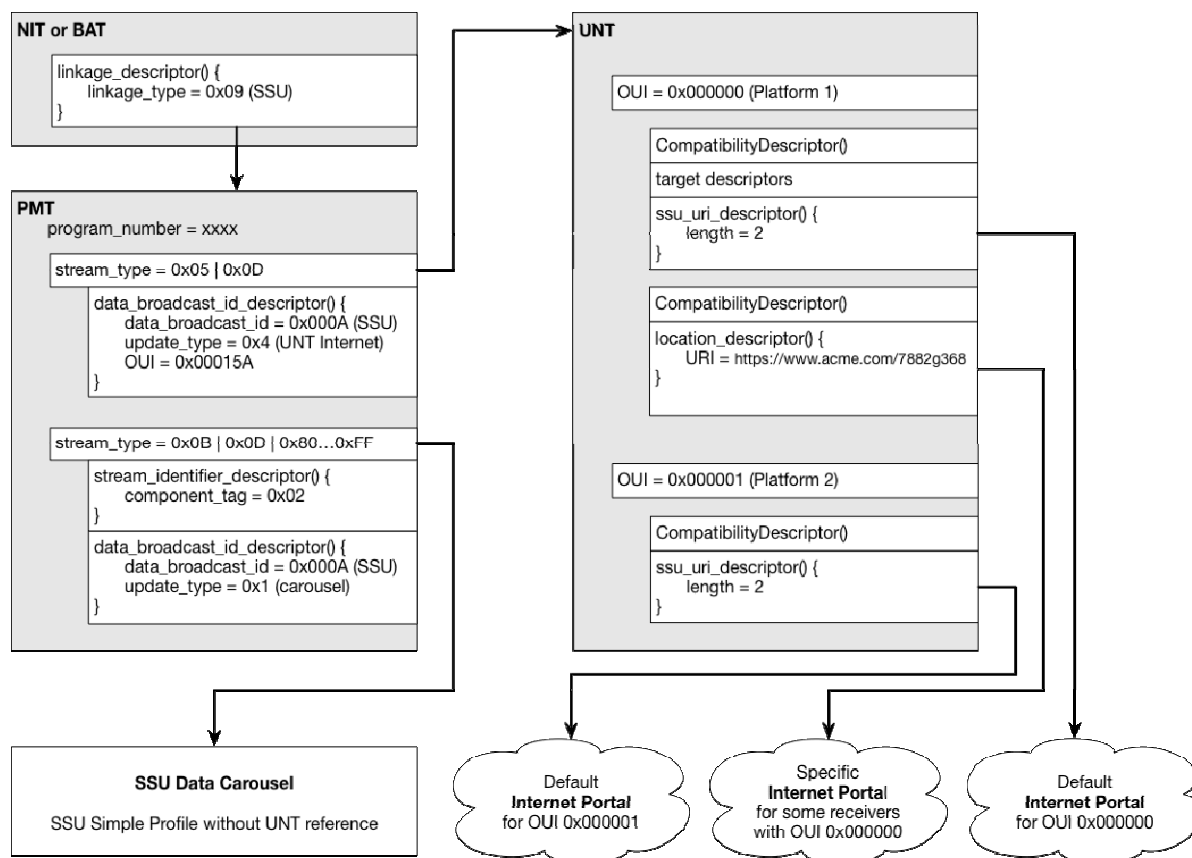 NIT or BAT
linkage_descriptor() {
linkage_type = 0x09 (SSU)
}
PMT
program_number = xxxx
stream_type = 0x05 | 0x0D
data_broadcast_id_descriptor() {
data_broadcast_id = 0x000A (SSU)
update_type = 0x4 (UNT Internet)
OUI = 0x00015A
}
stream_type = 0x0B | 0x0D | 0x80...0xFF
stream_identifier_descriptor() {
component_tag = 0x02
}
data_broadcast_id_descriptor() {
data_broadcast_id = 0x000A (SSU)
update_type = 0x1 (carousel)
}
UNT
OUI = 0x000000 (Platform 1)
CompatibilityDescriptor()
target descriptors
ssu_uri_descriptor() {
length = 2
}
CompatibilityDescriptor()
location_descriptor() {
URI = https://www.acme.com/7882g368
}
OUI = 0x000001 (Platform 2)
CompatibilityDescriptor()
ssu_uri_descriptor() {
length = 2
}
SSU Data Carousel
SSU Simple Profile without UNT reference
Default
Internet Portal
for OUI 0x000001
Specific
Internet Portal
for some receivers
with OUI 0x000000
Default
Internet Portal
for OUI 0x000000